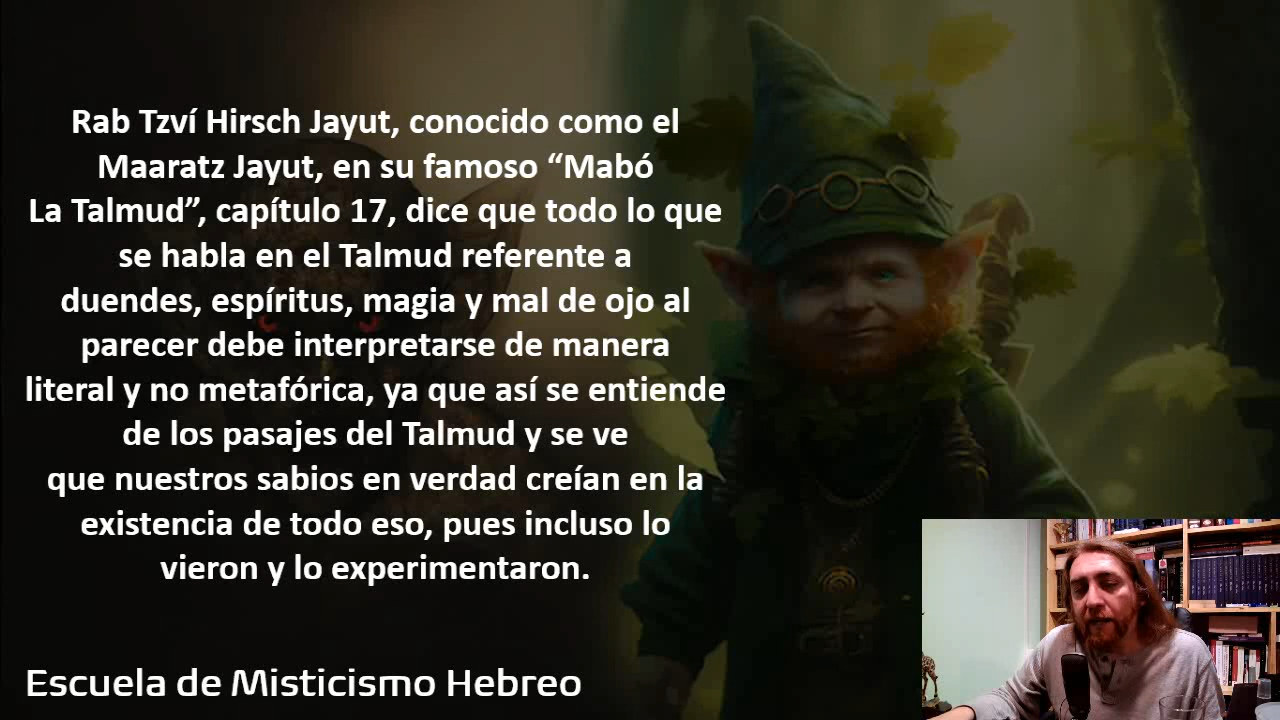 Rab Tzví Hirsch Jayut, conocido como el
Maaratz Jayut, en su famoso “Mabó
La Talmud”, capítulo 17, dice que todo lo que
se habla en el Talmud referente a
duendes, espíritus, magia y mal de ojo al
parecer debe interpretarse de manera
literal y no metafórica, ya que así se entiende
de los pasajes del Talmud y se ve
que nuestros sabios en verdad creían en la
existencia de todo eso, pues incluso lo
vieron y lo experimentaron.
Escuela de Misticismo Hebreo